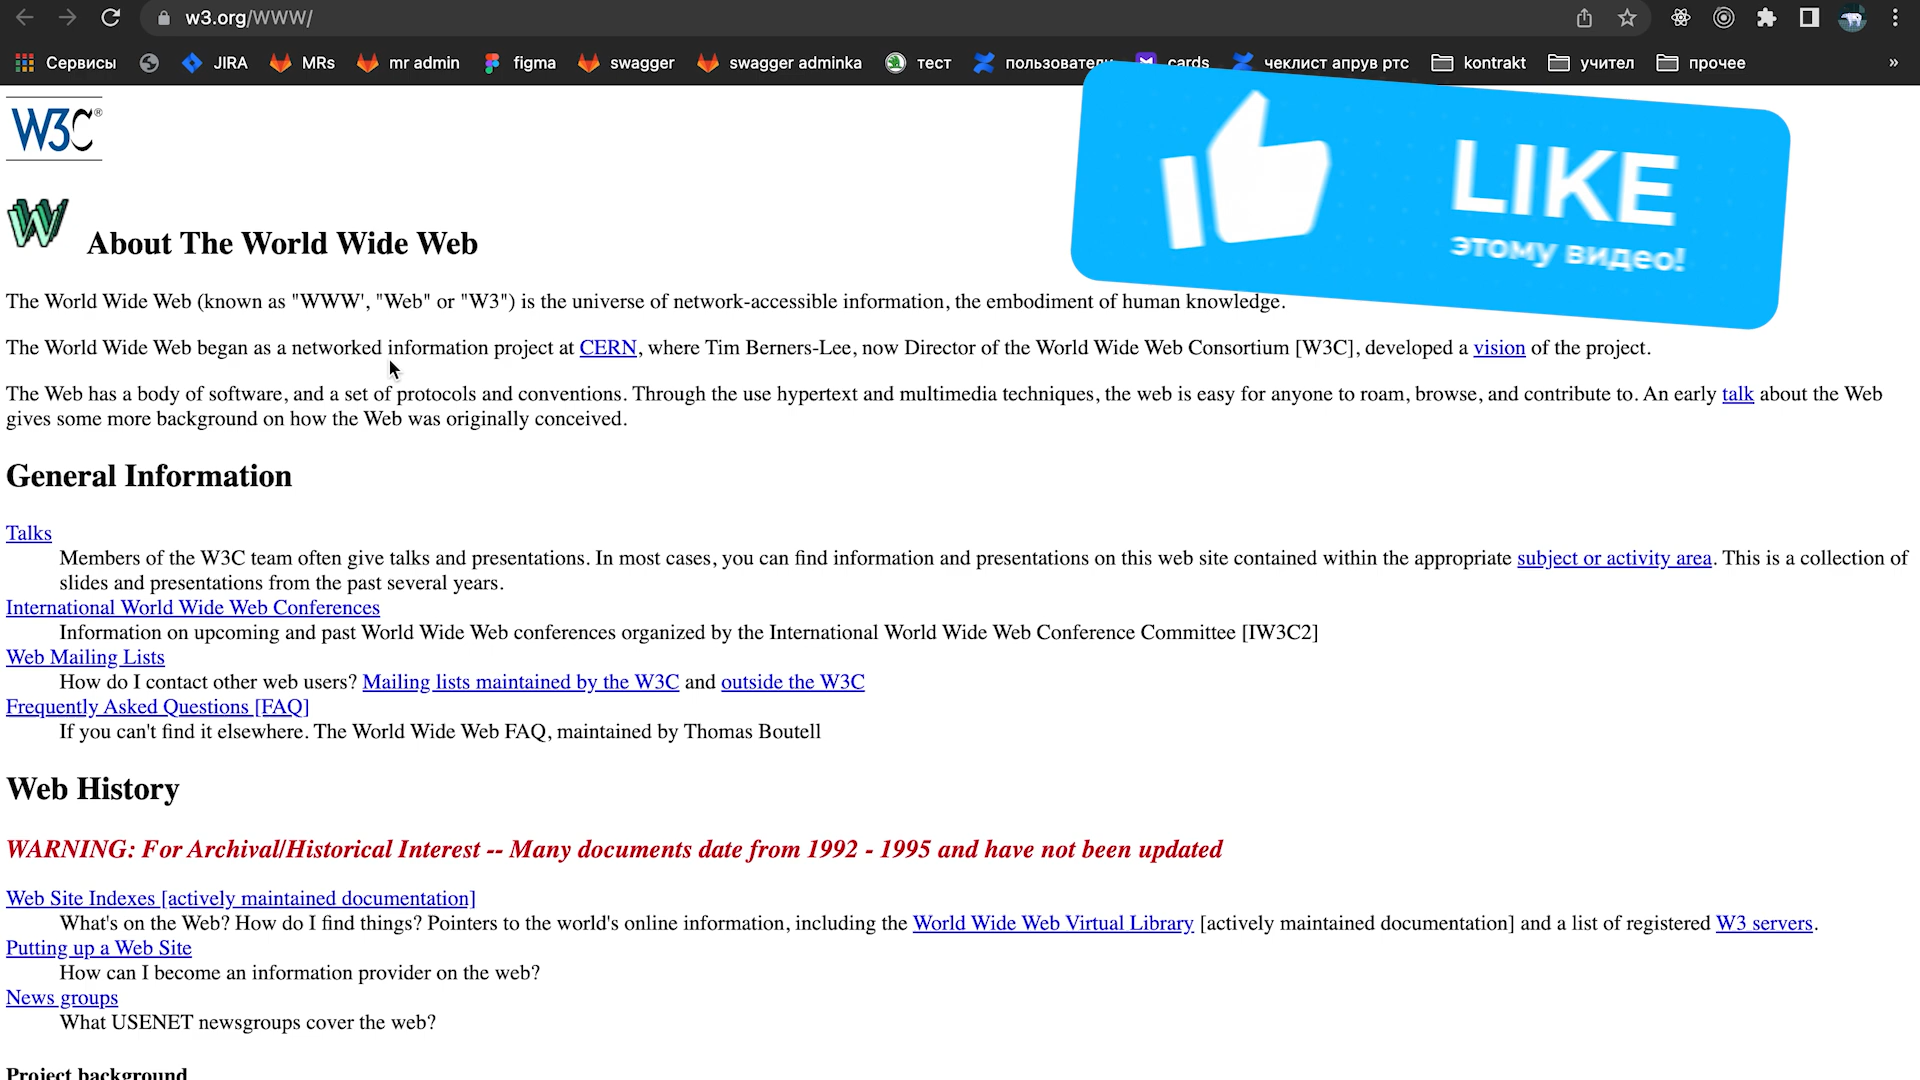 w3.org/WWW/
Сервисы JIRA MRs mr admin figma swagger swagger adminka тест пользователи cards чеклист апрув ртс kontrakt учител прочее »
W3C®
LIKE
этому видео!
W
About The World Wide Web
The World Wide Web (known as "WWW', "Web" or "W3") is the universe of network-accessible information, the embodiment of human knowledge.
The World Wide Web began as a networked information project at CERN, where Tim Berners-Lee, now Director of the World Wide Web Consortium [W3C], developed a vision of the project.
The Web has a body of software, and a set of protocols and conventions. Through the use hypertext and multimedia techniques, the web is easy for anyone to roam, browse, and contribute to. An early talk about the Web
gives some more background on how the Web was originally conceived.
General Information
Talks
Members of the W3C team often give talks and presentations. In most cases, you can find information and presentations on this web site contained within the appropriate subject or activity area. This is a collection of
slides and presentations from the past several years.
International World Wide Web Conferences
Information on upcoming and past World Wide Web conferences organized by the International World Wide Web Conference Committee [IW3C2]
Web Mailing Lists
How do I contact other web users? Mailing lists maintained by the W3C and outside the W3C
Frequently Asked Questions [FAQ]
If you can't find it elsewhere. The World Wide Web FAQ, maintained by Thomas Boutell
Web History
WARNING: For Archival/Historical Interest -- Many documents date from 1992 - 1995 and have not been updated
Web Site Indexes [actively maintained documentation]
What's on the Web? How do I find things? Pointers to the world's online information, including the World Wide Web Virtual Library [actively maintained documentation] and a list of registered W3 servers.
Putting up a Web Site
How can I become an information provider on the web?
News groups
What USENET newsgroups cover the web?
Project background